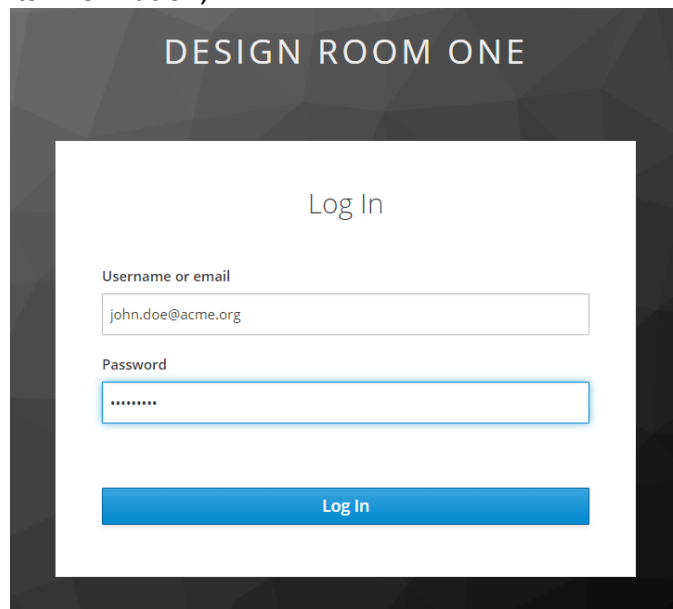 DESIGN ROOM ONE
Log In
Username or email
john.doe@acme.org
Password
•••••••••
Log In